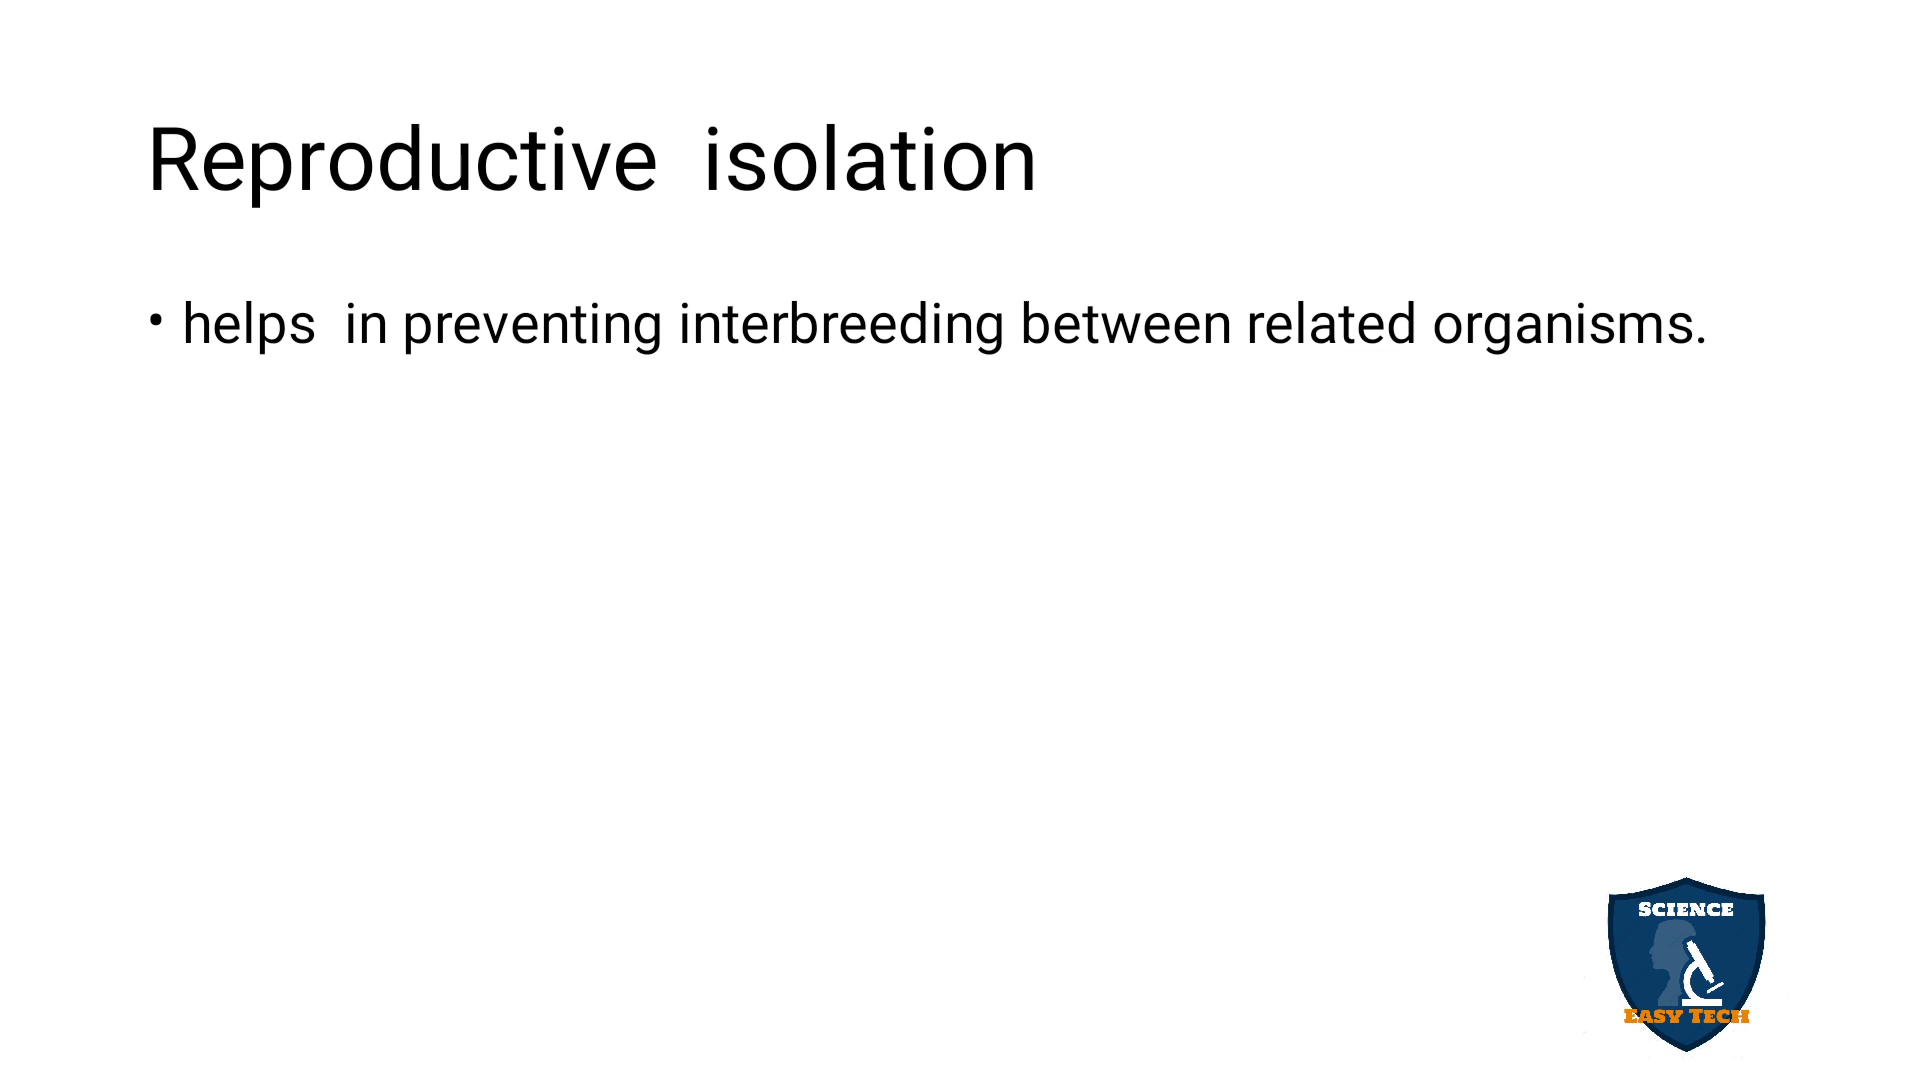 Reproductive  isolation
• helps  in preventing interbreeding between related organisms.
SCIENCE
EASY TECH